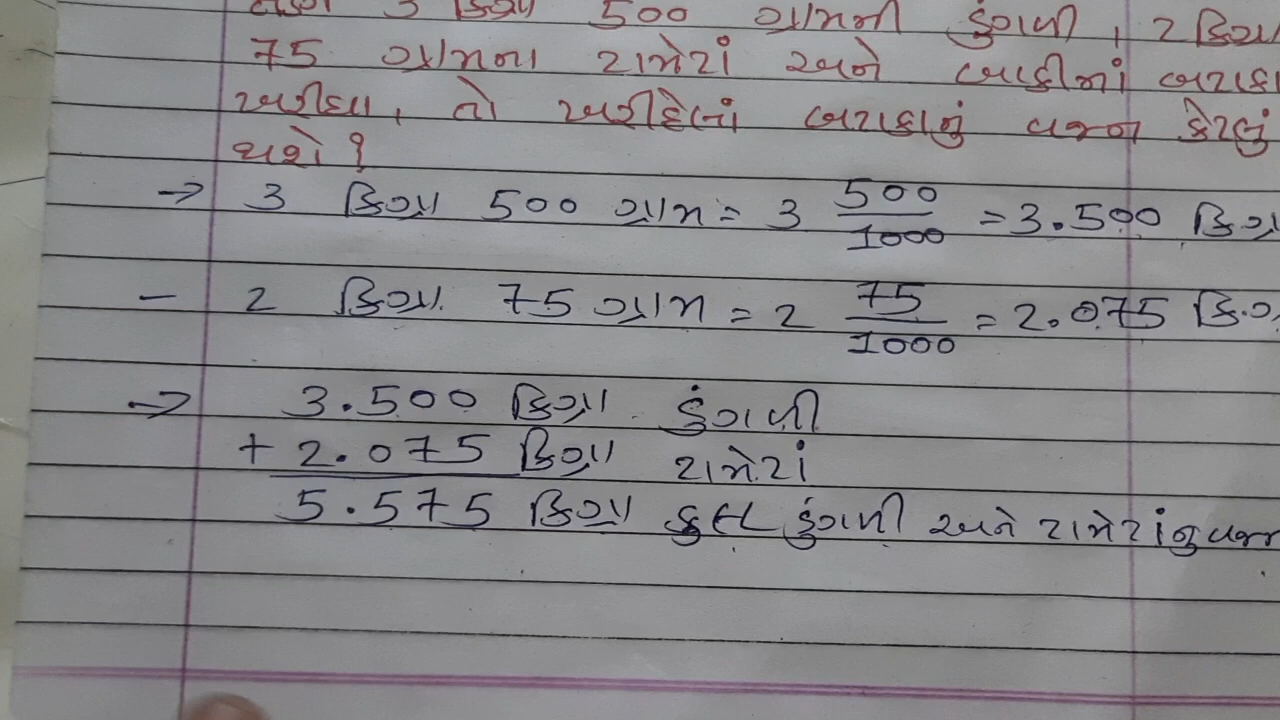 3 કિગ્રા 500 ગ્રામની ડુંગળી, 2 કિગ્રા
75 ગ્રામના ટામેટાં અને બાકીનાં બટાકા
ખરીદ્યા, તો ખરીદેલાં બટાકાનું વજન કેટલું
થશે ?
→ 3 કિગ્રા 500 ગ્રામ = 3 500/1000 = 3.500 કિગ્ર
– 2 કિગ્રા. 75 ગ્રામ = 2 75/1000 = 2.075 કિ.ગ્ર
→ 3.500 કિગ્રા ડુંગળી
+ 2.075 કિગ્રા ટામેટાં
5.575 કિગ્રા કુલ ડુંગળી અને ટામેટાંનુ વજન